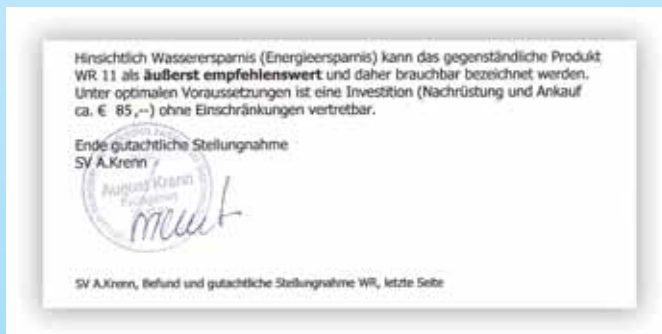 Hinsichtlich Wasserersparnis (Energieersparnis) kann das gegenständliche Produkt
WR 11 als äußerst empfehlenswert und daher brauchbar bezeichnet werden.
Unter optimalen Voraussetzungen ist eine Investition (Nachrüstung und Ankauf
ca. € 85,--) ohne Einschränkungen vertretbar.
Ende gutachtliche Stellungnahme
SV A.Krenn
August Krenn
SV A.Krenn, Befund und gutachtliche Stellungnahme WR, letzte Seite